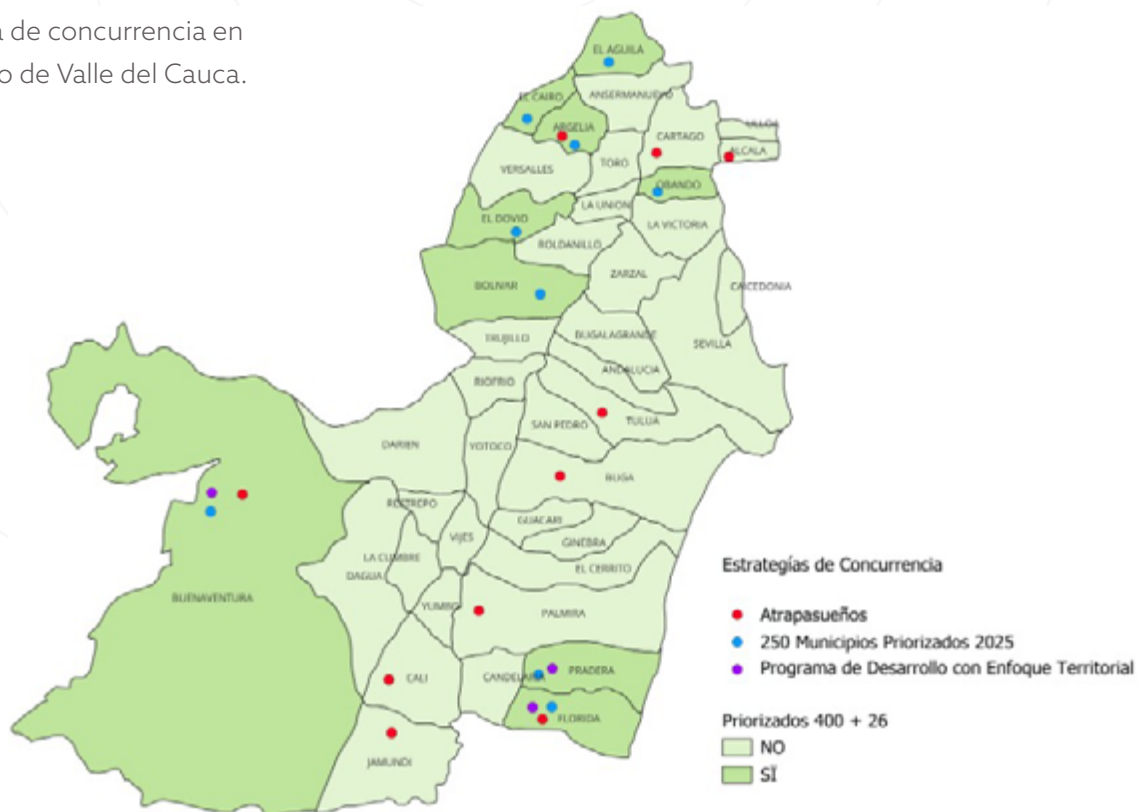 a de concurrencia en
o de Valle del Cauca.
EL AGUILA
ANSERMANUEVO
EL CAIRO
ARGELIA
CARTAGO
ULLOA
ALCALA
TORO
VERSALLES
OBANDO
LA UNION
EL DOVIO
LA VICTORIA
ROLDANILLO
ZARZAL
BOLIVAR
CAICEDONIA
TRUJILLO
BUGALAGRANDE
SEVILLA
ANDALUCIA
RIOFRIO
SAN PEDRO
TULUA
DARIEN
YOTOCO
BUGA
RESTREPO
GUACARI
VIJES
GINEBRA
LA CUMBRE
EL CERRITO
DAGUA
BUENAVENTURA
YUMBO
PALMIRA
CALI
CANDELARIA
PRADERA
FLORIDA
JAMUNDI
Estrategías de Concurrencia
Atrapasueños
250 Municipios Priorizados 2025
Programa de Desarrollo con Enfoque Territorial
Priorizados 400 + 26
NO
SÏ